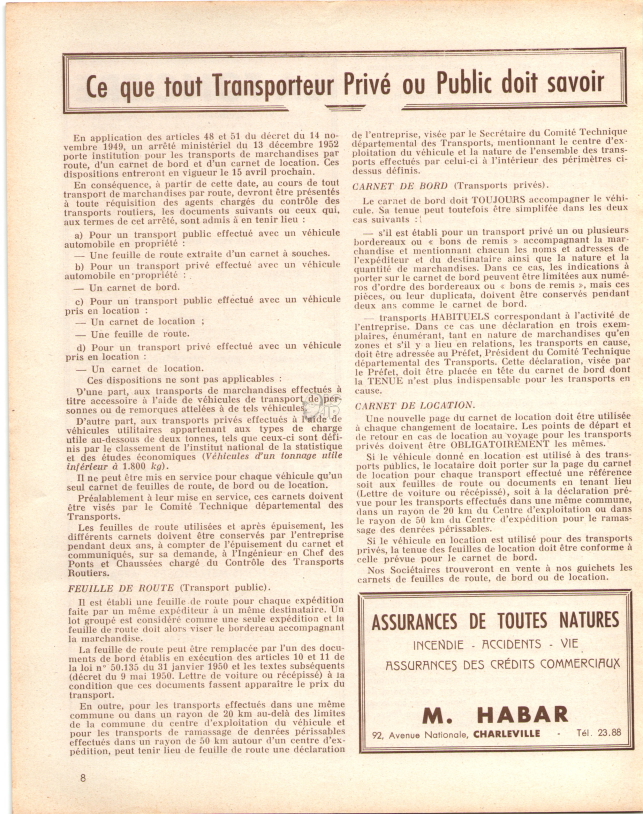 Ce que tout Transporteur Privé ou Public doit savoir
En application des articles 48 et 51 du décret du 14 no-
vembre 1949, un arrêté ministériel du 13 décembre 1952
porte institution pour les transports de marchandises par
route, d'un carnet de bord et d'un carnet de location. Ces
dispositions entreront en vigueur le 15 avril prochain.
En conséquence, à partir de cette date, au cours de tout
transport de marchandises par route, devront être présentés
à toute réquisition des agents chargés du contrôle des
transports routiers, les documents suivants ou ceux qui,
aux termes de cet arrêté, sont admis à en tenir lieu :
a) Pour un transport public effectué avec un véhicule
automobile en propriété :
— Une feuille de route extraite d'un carnet à souches.
b) Pour un transport privé effectué avec un véhicule
automobile en propriété :
— Un carnet de bord.
c) Pour un transport public effectué avec un véhicule
pris en location :
— Un carnet de location ;
— Une feuille de route.
d) Pour un transport privé effectué avec un véhicule
pris en location :
— Un carnet de location.
Ces dispositions ne sont pas applicables :
D'une part, aux transports de marchandises effectués à
titre accessoire à l'aide de véhicules de transport de per-
sonnes ou de remorques attelées à de tels véhicules.
D'autre part, aux transports privés effectués à l'aide de
véhicules utilitaires appartenant aux types de charge
utile au-dessous de deux tonnes, tels que ceux-ci sont défi-
nis par le classement de l'institut national de la statistique
et des études économiques (Véhicules d'un tonnage utile
inférieur à 1.800 kg).
Il ne peut être mis en service pour chaque véhicule qu'un
seul carnet de feuilles de route, de bord ou de location.
Préalablement à leur mise en service, ces carnets doivent
être visés par le Comité Technique départemental des
Transports.
Les feuilles de route utilisées et après épuisement, les
différents carnets doivent être conservés par l'entreprise
pendant deux ans, à compter de l'épuisement du carnet et
communiqués, sur sa demande, à l'Ingénieur en Chef des
Ponts et Chaussées chargé du Contrôle des Transports
Routiers.
FEUILLE DE ROUTE (Transport public).
Il est établi une feuille de route pour chaque expédition
faite par un même expéditeur à un même destinataire. Un
lot groupé est considéré comme une seule expédition et la
feuille de route doit alors viser le bordereau accompagnant
la marchandise.
La feuille de route peut être remplacée par l'un des docu-
ments de bord établis en exécution des articles 10 et 11 de
la loi n° 50.135 du 31 janvier 1950 et les textes subséquents
(décret du 9 mai 1950. Lettre de voiture ou récépissé) à la
condition que ces documents fassent apparaître le prix du
transport.
En outre, pour les transports effectués dans une même
commune ou dans un rayon de 20 km au-delà des limites
de la commune du centre d'exploitation du véhicule et
pour les transports de ramassage de denrées périssables
effectués dans un rayon de 50 km autour d'un centre d'ex-
pédition, peut tenir lieu de feuille de route une déclaration
de l'entreprise, visée par le Secrétaire du Comité Technique
départemental des Transports, mentionnant le centre d'ex-
ploitation du véhicule et la nature de l'ensemble des trans-
ports effectués par celui-ci à l'intérieur des périmètres ci-
dessus définis.
CARNET DE BORD (Transports privés).
Le carnet de bord doit TOUJOURS accompagner le véhi-
cule. Sa tenue peut toutefois être simplifiée dans les deux
cas suivants :
— s'il est établi pour un transport privé un ou plusieurs
bordereaux ou « bons de remis » accompagnant la mar-
chandise et mentionnant chacun les noms et adresses de
l'expéditeur et du destinataire ainsi que la nature et la
quantité de marchandises. Dans ce cas, les indications à
porter sur le carnet de bord peuvent être limitées aux numé-
ros d'ordre des bordereaux ou « bons de remis », mais ces
pièces, ou leur duplicata, doivent être conservés pendant
deux ans comme le carnet de bord.
— transports HABITUELS correspondant à l'activité de
l'entreprise. Dans ce cas une déclaration en trois exem-
plaires, énumérant, tant en nature de marchandises qu'en
zones et s'il y a lieu en relations, les transports en cause,
doit être adressée au Préfet, Président du Comité Technique
départemental des Transports. Cette déclaration, visée par
le Préfet, doit être placée en tête du carnet de bord dont
la TENUE n'est plus indispensable pour les transports en
cause.
CARNET DE LOCATION.
Une nouvelle page du carnet de location doit être utilisée
à chaque changement de locataire. Les points de départ et
de retour en cas de location au voyage pour les transports
privés doivent être OBLIGATOIREMENT les mêmes.
Si le véhicule donné en location est utilisé à des trans-
ports publics, le locataire doit porter sur la page du carnet
de location pour chaque transport effectué une référence
soit aux feuilles de route ou documents en tenant lieu
(Lettre de voiture ou récépissé), soit à la déclaration pré-
vue pour les transports effectués dans une même commune,
dans un rayon de 20 km du Centre d'exploitation ou dans
le rayon de 50 km du Centre d'expédition pour le ramas-
sage des denrées périssables.
Si le véhicule en location est utilisé pour des transports
privés, la tenue des feuilles de location doit être conforme à
celle prévue pour le carnet de bord.
Nos Sociétaires trouveront en vente à nos guichets les
carnets de feuilles de route, de bord ou de location.
ASSURANCES DE TOUTES NATURES
INCENDIE - ACCIDENTS - VIE
ASSURANCES DES CRÉDITS COMMERCIAUX
M. HABAR
92, Avenue Nationale, CHARLEVILLE - Tél. 23.88
8